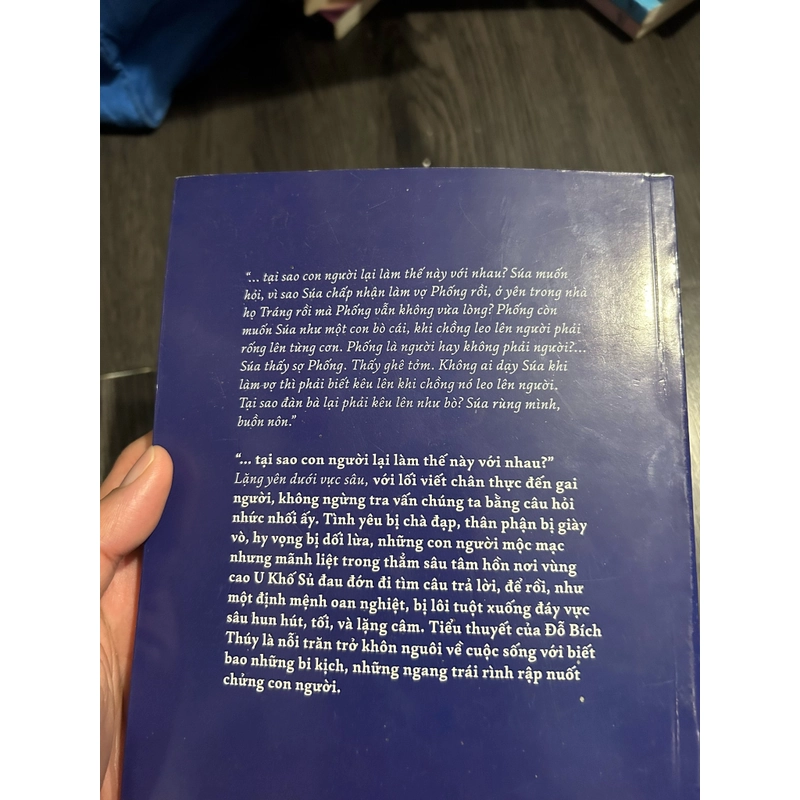 “... tại sao con người lại làm thế này với nhau? Súa muốn
hỏi, vì sao Súa chấp nhận làm vợ Phống rồi, ở yên trong nhà
họ Tráng rồi mà Phống vẫn không vừa lòng? Phống còn
muốn Súa như một con bò cái, khi chồng leo lên người phải
rống lên từng cơn. Phống là người hay không phải người?...
Súa thấy sợ Phống. Thấy ghê tởm. Không ai dạy Súa khi
làm vợ thì phải biết kêu lên khi chồng nó leo lên người.
Tại sao đàn bà lại phải kêu lên như bò? Súa rùng mình,
buồn nôn.”
“... tại sao con người lại làm thế này với nhau?”
Lặng yên dưới vực sâu, với lối viết chân thực đến gai
người, không ngừng tra vấn chúng ta bằng câu hỏi
nhức nhối ấy. Tình yêu bị chà đạp, thân phận bị giày
vò, hy vọng bị dối lừa, những con người mộc mạc
nhưng mãnh liệt trong thẳm sâu tâm hồn nơi vùng
cao U Khố Sủ đau đớn đi tìm câu trả lời, để rồi, như
một định mệnh oan nghiệt, bị lôi tuột xuống đáy vực
sâu hun hút, tối, và lặng câm. Tiểu thuyết của Đỗ Bích
Thúy là nỗi trăn trở khôn nguôi về cuộc sống với biết
bao những bi kịch, những ngang trái rình rập nuốt
chửng con người.